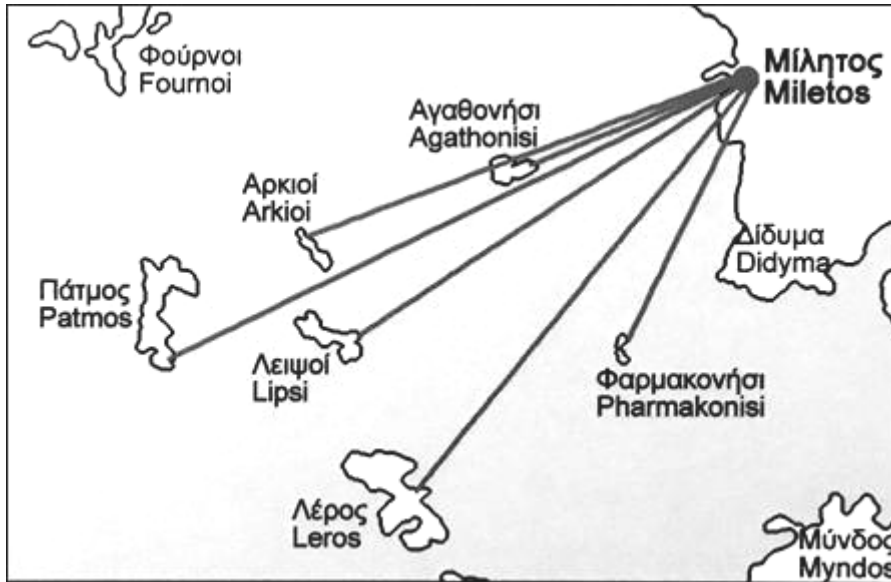 Φούρνοι
Fournoi
Μίλητος
Miletos
Αγαθονήσι
Agathonisi
Αρκιοί
Arkioi
Δίδυμα
Didyma
Πάτμος
Patmos
Λειψοί
Lipsi
Φαρμακονήσι
Pharmakonisi
Λέρος
Leros
Μύνδος
Myndos